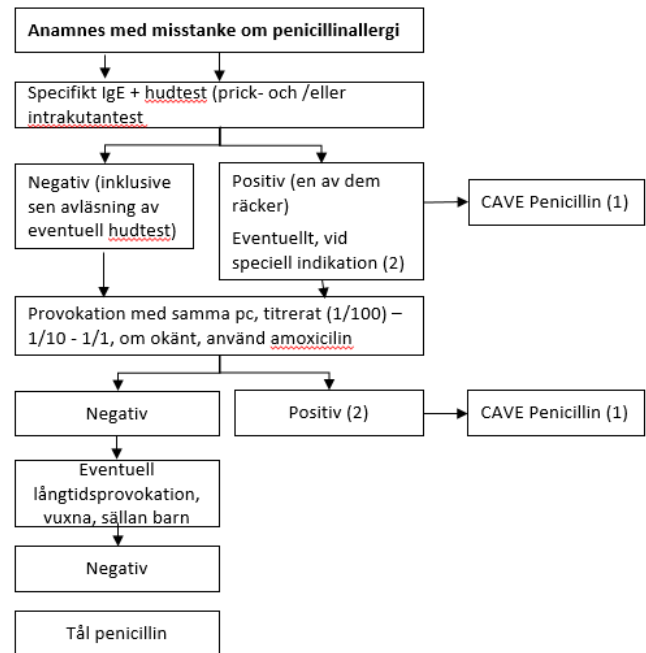 Anamnes med misstanke om penicillinallergi
Specifikt IgE + hudtest (prick- och /eller
intrakutantest
Negativ (inklusive
sen avläsning av
eventuell hudtest)
Positiv (en av dem
räcker)
Eventuellt, vid
speciell indikation (2)
CAVE Penicillin (1)
Provokation med samma pc, titrerat (1/100) –
1/10 - 1/1, om okänt, använd amoxicilin
Negativ
Positiv (2)
CAVE Penicillin (1)
Eventuell
långtidsprovokation,
vuxna, sällan barn
Negativ
Tål penicillin